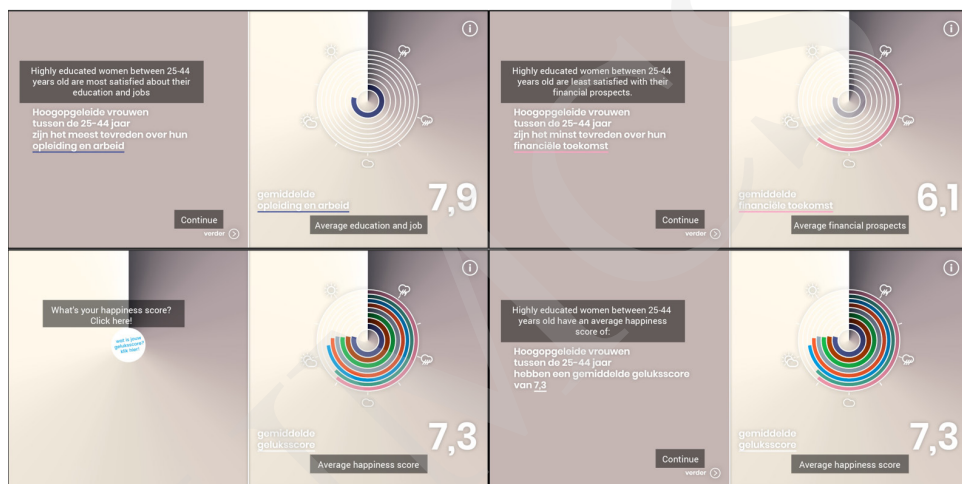 Highly educated women between 25-44
years old are most satisfied about their
education and jobs
Hoogopgeleide vrouwen
tussen de 25-44 jaar
zijn het meest tevreden over hun
opleiding en arbeid
Continue
verder
i
gemiddelde
opleiding en arbeid
7,9
Average education and job
Highly educated women between 25-44
years old are least satisfied with their
financial prospects.
Hoogopgeleide vrouwen
tussen de 25-44 jaar
zijn het minst tevreden over hun
financiële toekomst
Continue
verder
i
gemiddelde
financiële toekomst
6,1
Average financial prospects
What's your happiness score?
Click here!
wat is jouw
geluksscore?
klik hier!
i
gemiddelde
geluksscore
7,3
Average happiness score
Highly educated women between 25-44
years old have an average happiness
score of:
Hoogopgeleide vrouwen
tussen de 25-44 jaar
hebben een gemiddelde geluksscore
van 7,3
Continue
verder
i
gemiddelde
geluksscore
7,3
Average happiness score